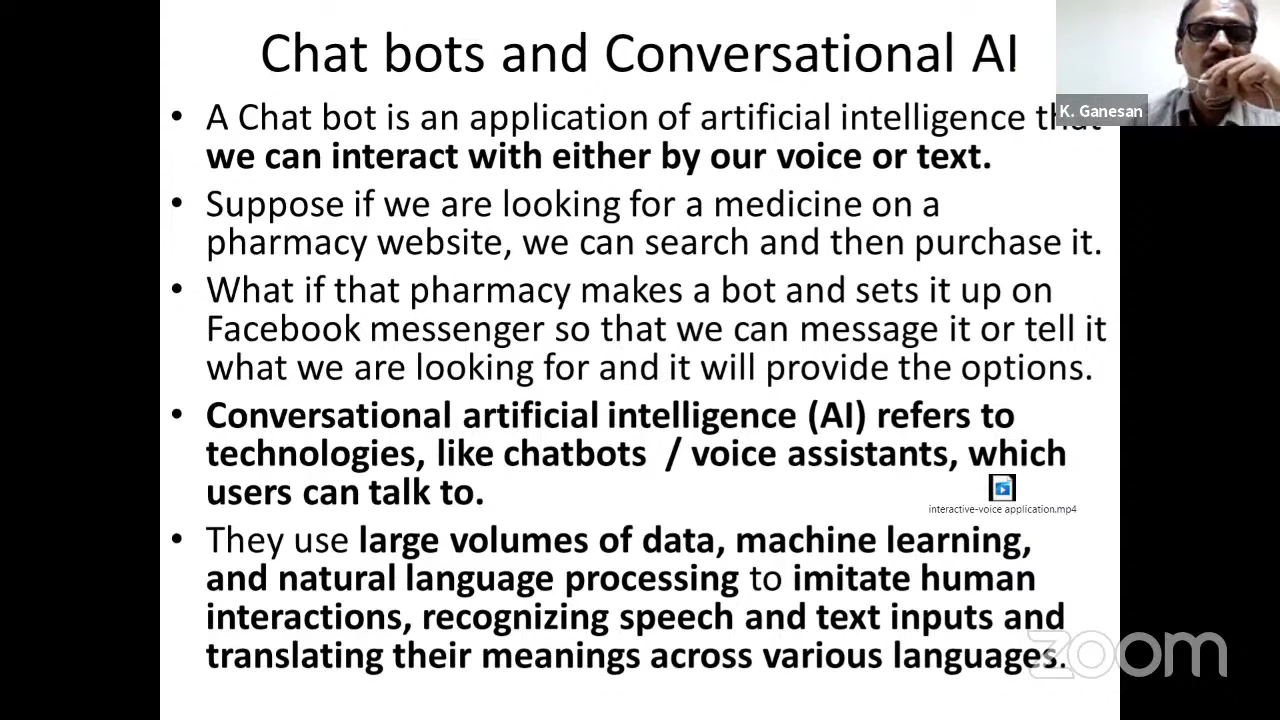 Chat bots and Conversational AI
K. Ganesan
• A Chat bot is an application of artificial intelligence that
we can interact with either by our voice or text.
• Suppose if we are looking for a medicine on a
pharmacy website, we can search and then purchase it.
• What if that pharmacy makes a bot and sets it up on
Facebook messenger so that we can message it or tell it
what we are looking for and it will provide the options.
• Conversational artificial intelligence (AI) refers to
technologies, like chatbots / voice assistants, which
users can talk to.
interactive-voice application.mp4
• They use large volumes of data, machine learning,
and natural language processing to imitate human
interactions, recognizing speech and text inputs and
translating their meanings across various languages.
zoom